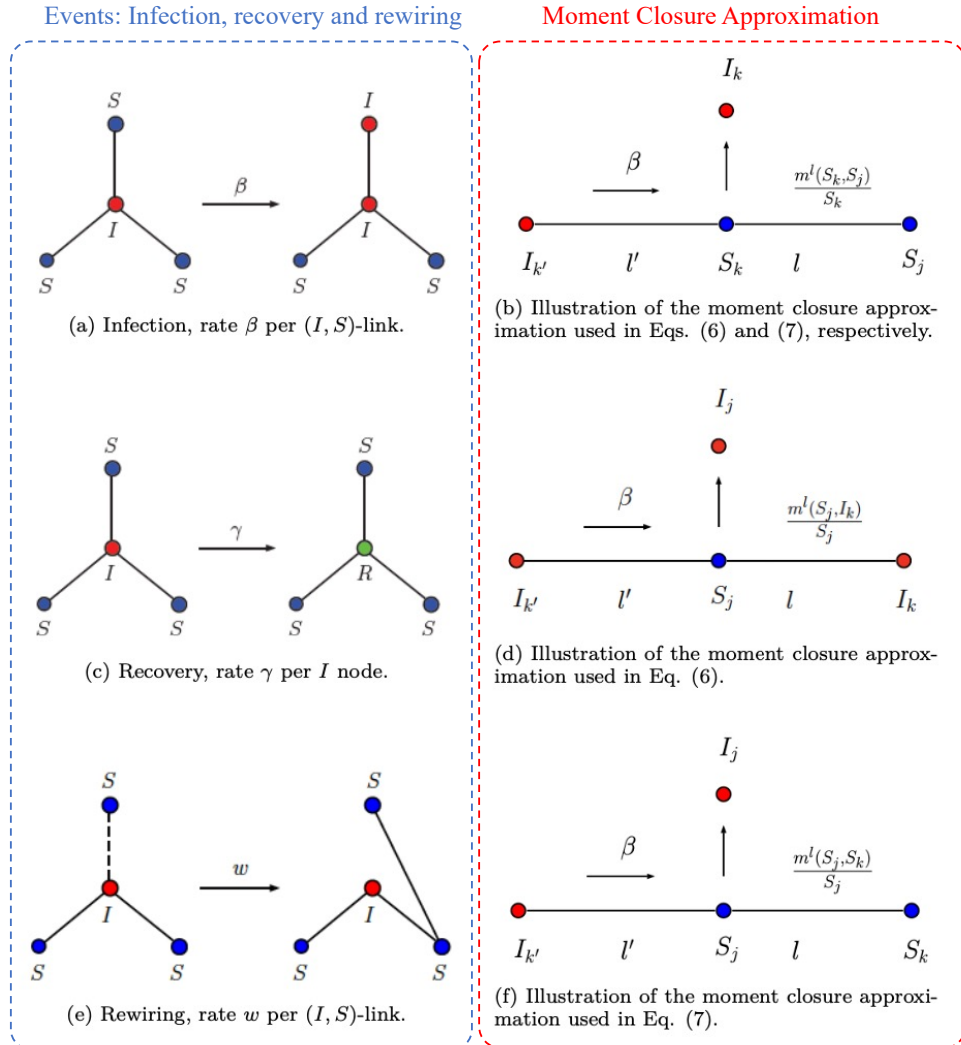 Events: Infection, recovery and rewiring
Moment Closure Approximation
S
I
S
S
β
I
I
S
S
(a) Infection, rate β per (I, S)-link.
I_k
β
m^l(S_k,S_j)
S_k
I_{k'}
l'
S_k
l
S_j
(b) Illustration of the moment closure approx-
imation used in Eqs. (6) and (7), respectively.
S
I
S
S
γ
S
R
S
S
(c) Recovery, rate γ per I node.
I_j
β
m^l(S_j,I_k)
S_j
I_{k'}
l'
S_j
l
I_k
(d) Illustration of the moment closure approx-
imation used in Eq. (6).
S
I
S
S
w
S
I
S
S
(e) Rewiring, rate w per (I, S)-link.
I_j
β
m^l(S_j,S_k)
S_j
I_{k'}
l'
S_j
l
S_k
(f) Illustration of the moment closure approxi-
mation used in Eq. (7).